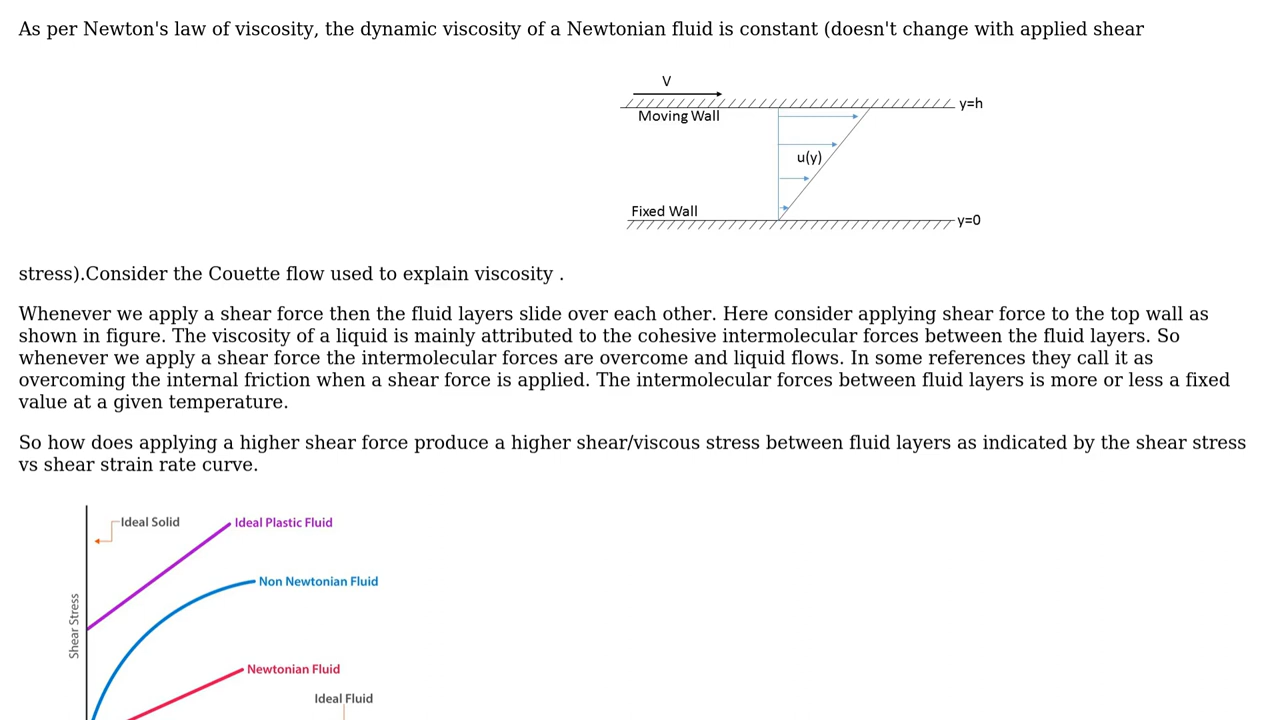 As per Newton's law of viscosity, the dynamic viscosity of a Newtonian fluid is constant (doesn't change with applied shear
V
y=h
Moving Wall
u(y)
Fixed Wall
y=0
stress).Consider the Couette flow used to explain viscosity .
Whenever we apply a shear force then the fluid layers slide over each other. Here consider applying shear force to the top wall as
shown in figure. The viscosity of a liquid is mainly attributed to the cohesive intermolecular forces between the fluid layers. So
whenever we apply a shear force the intermolecular forces are overcome and liquid flows. In some references they call it as
overcoming the internal friction when a shear force is applied. The intermolecular forces between fluid layers is more or less a fixed
value at a given temperature.
So how does applying a higher shear force produce a higher shear/viscous stress between fluid layers as indicated by the shear stress
vs shear strain rate curve.
Ideal Solid
Ideal Plastic Fluid
Non Newtonian Fluid
Shear Stress
Newtonian Fluid
Ideal Fluid